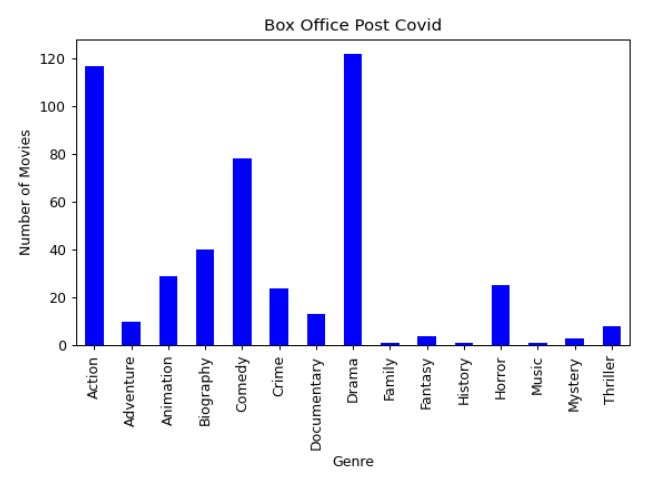 Box Office Post Covid
Number of Movies
120
100
80
60
40
20
0
Action
Adventure
Animation
Biography
Comedy
Crime
Documentary
Drama
Family
Fantasy
History
Horror
Music
Mystery
Thriller
Genre